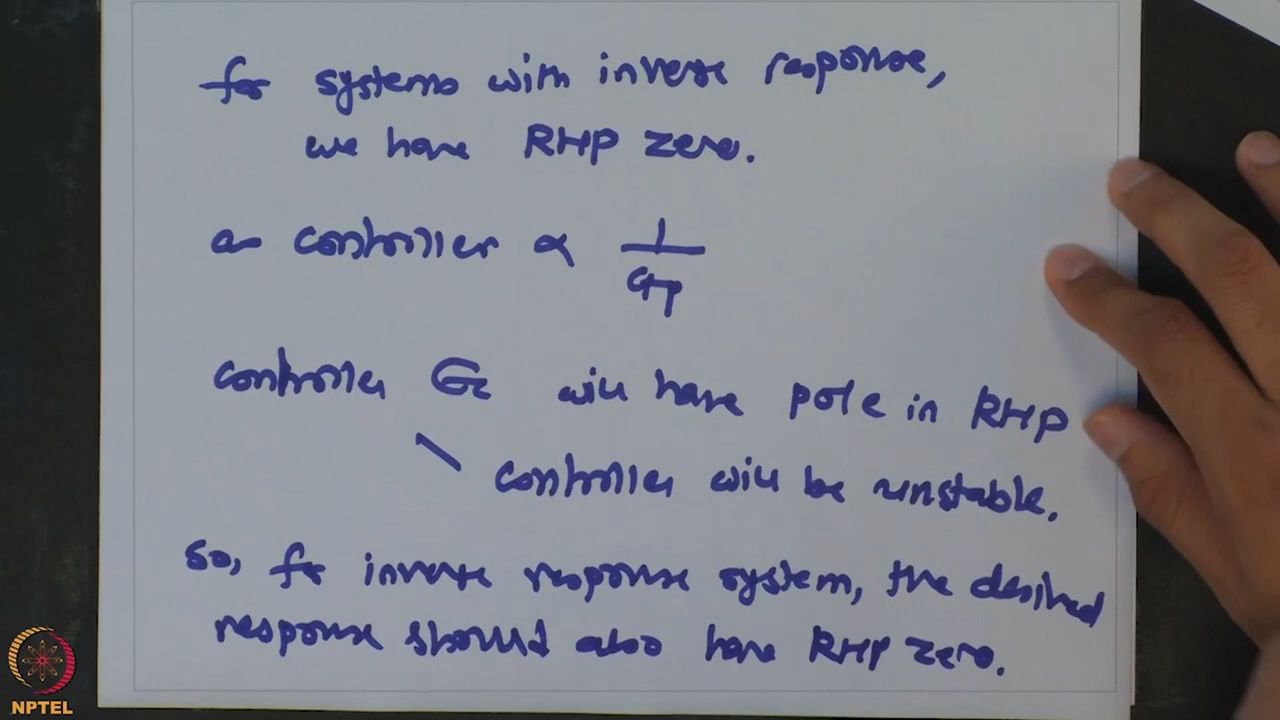 for systems with inverse response,
we have RHP zero.
as controller ∝ 1/Gp
controller Gc will have pole in RHP
controller will be unstable.
so, for inverse response system, the desired
response should also have RHP zero.
NPTEL